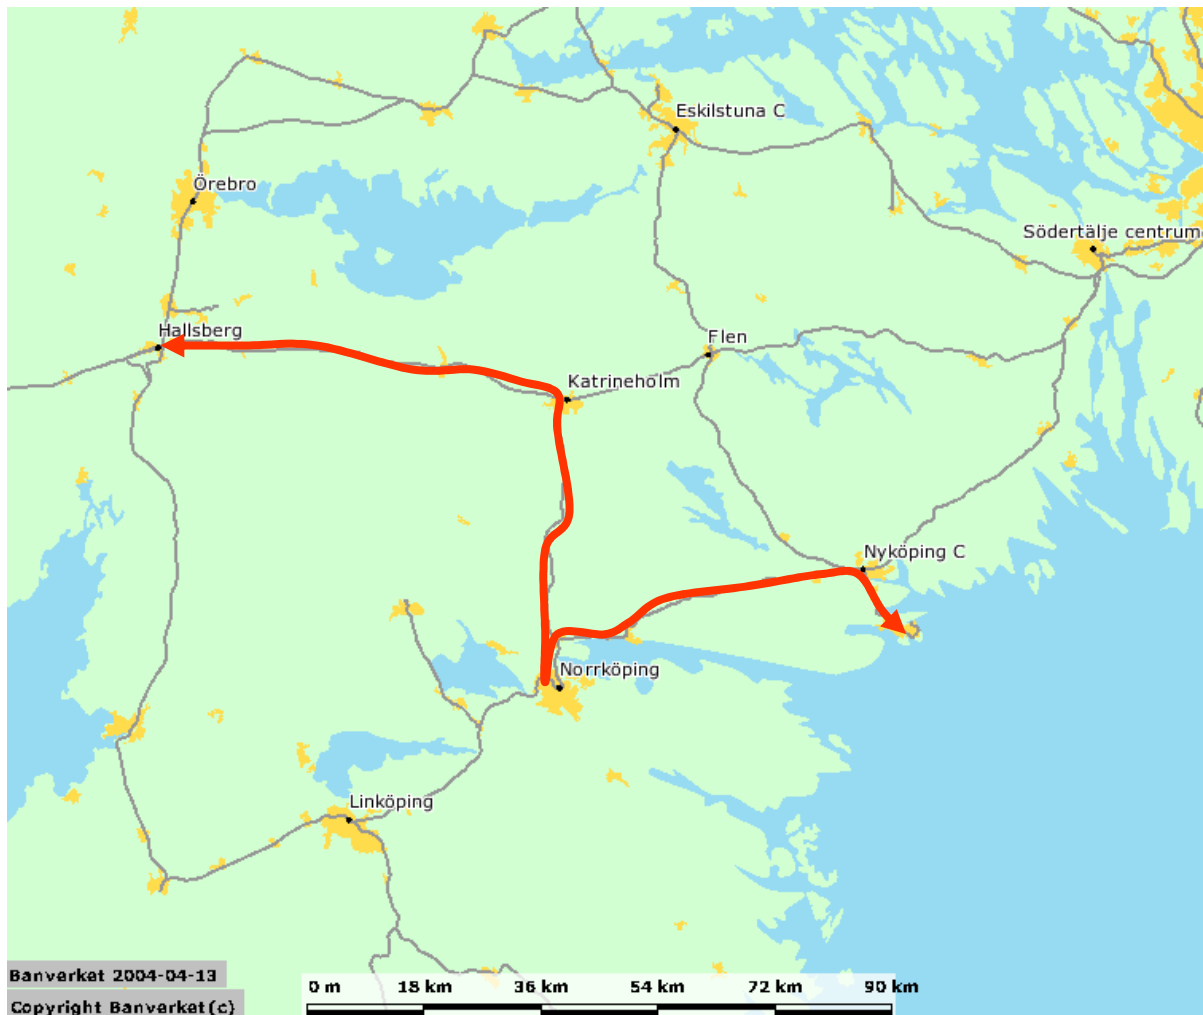 Eskilstuna C
Örebro
Södertälje centrum
Hallsberg
Flen
Katrineholm
Nyköping C
Norrköping
Linköping
Banverket 2004-04-13
0 m 18 km 36 km 54 km 72 km 90 km
Copyright Banverket(c)